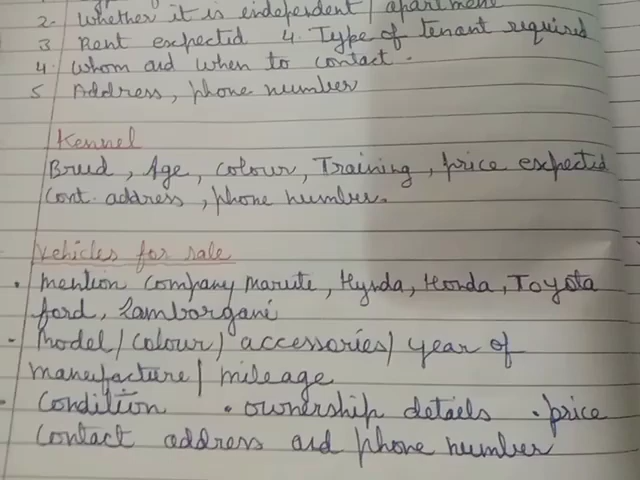 2. Whether it is independent / apartment
3 Rent expected 4. Type of tenant required
4. Whom and when to contact.
5 Address, phone number
Kennel
Breed, Age, colour, Training, price expected
Cont. address, phone number.
Vehicles for sale
• mention company marute, Hynda, Honda, Toyota
ford, Lamborgani
• Model / colour / accessories / year of
manufacture / mileage
• Condition • ownership details • price
contact address and phone number